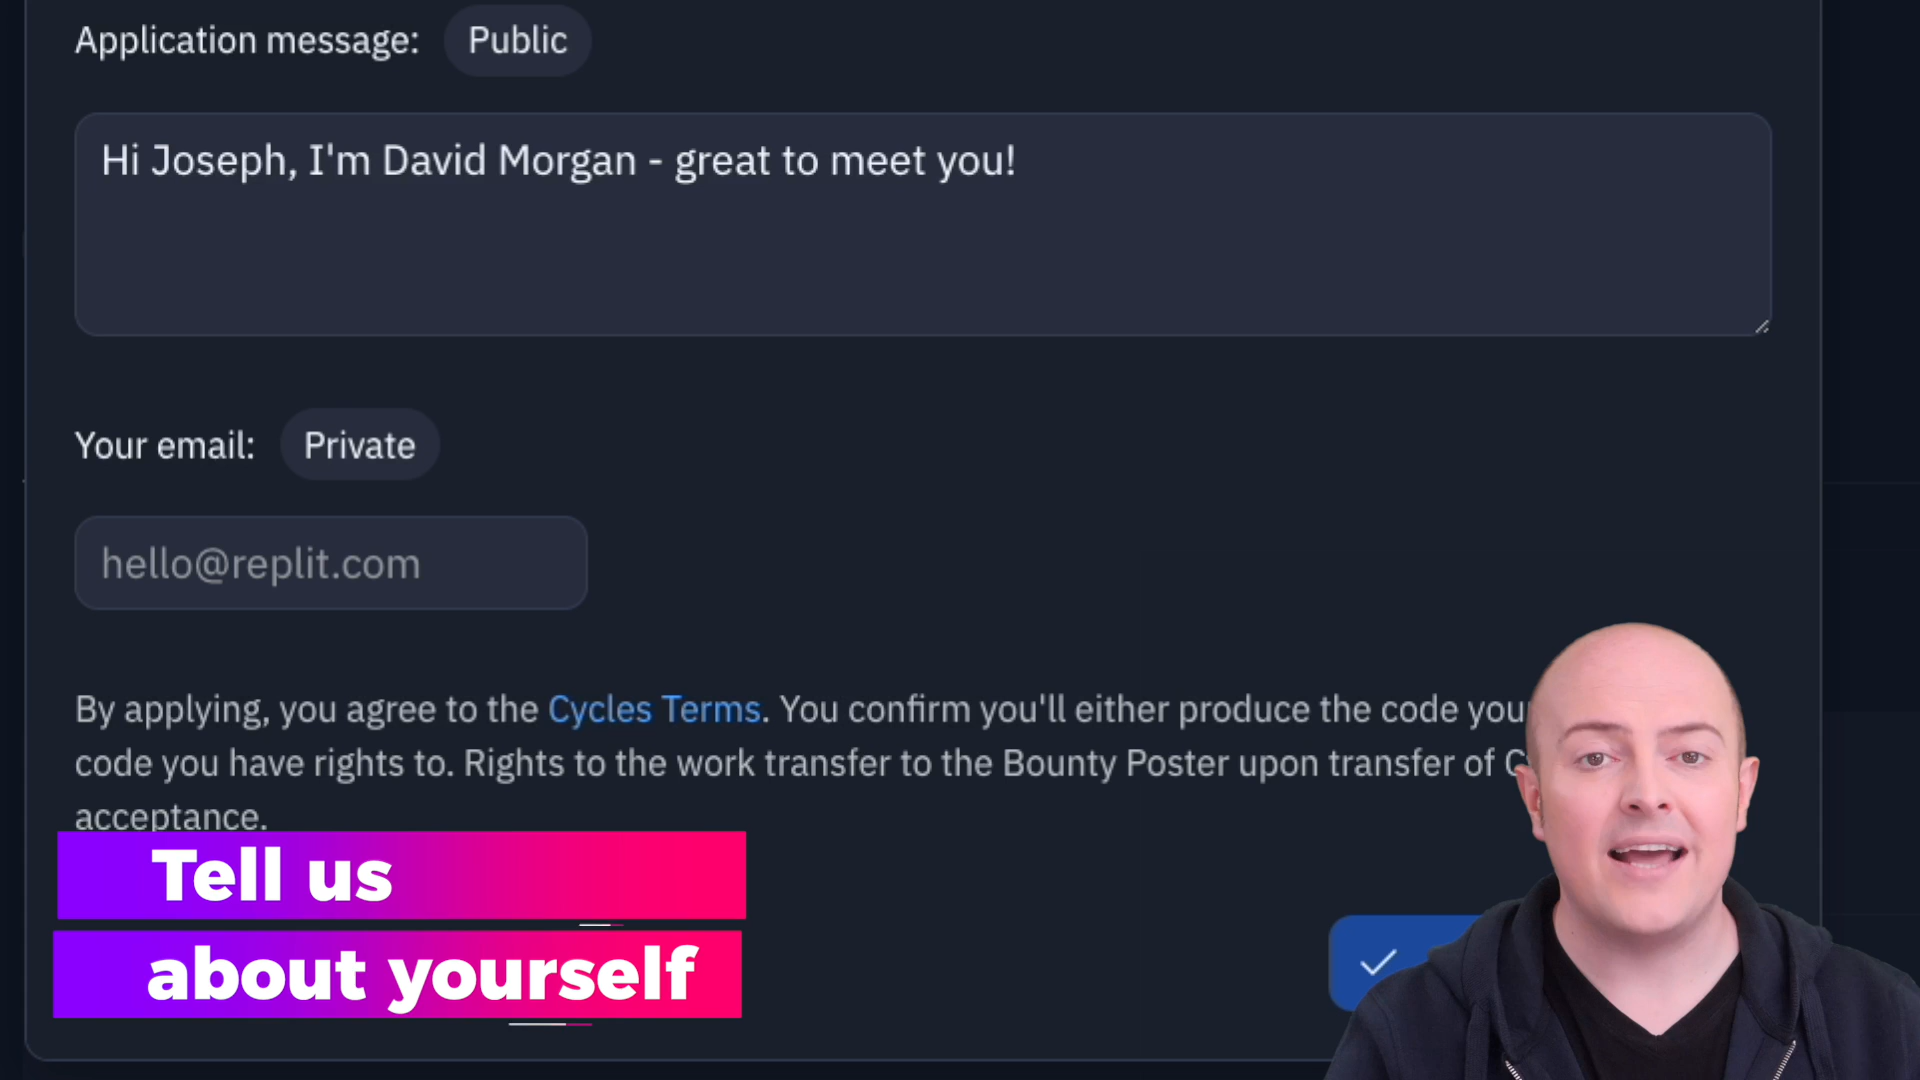 Application message: Public
Hi Joseph, I'm David Morgan - great to meet you!
Your email: Private
hello@replit.com
By applying, you agree to the Cycles Terms. You confirm you'll either produce the code
code you have rights to. Rights to the work transfer to the Bounty Poster upon transfer of
acceptance.
Tell us
about yourself